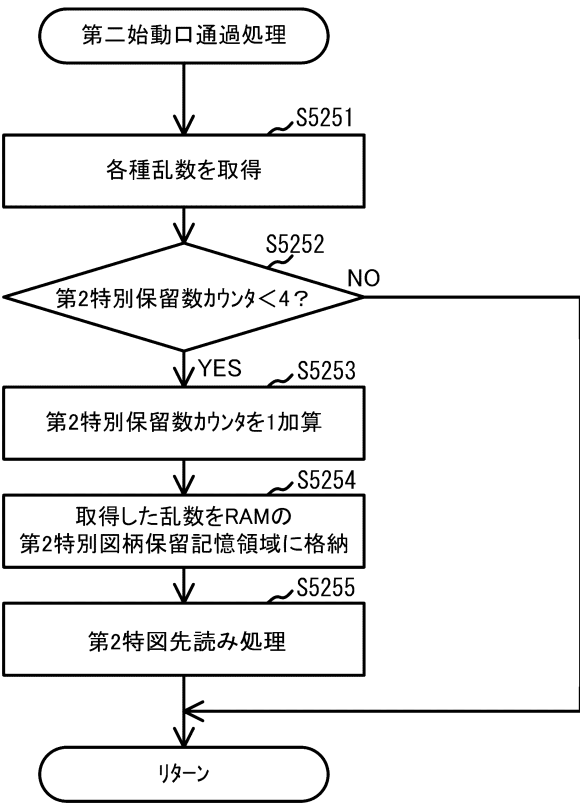 第二始動口通過処理
S5251
各種乱数を取得
S5252
第2特別保留数カウンタ<4?
NO
YES
S5253
第2特別保留数カウンタを1加算
S5254
取得した乱数をRAMの
第2特別図柄保留記憶領域に格納
S5255
第2特図先読み処理
リターン